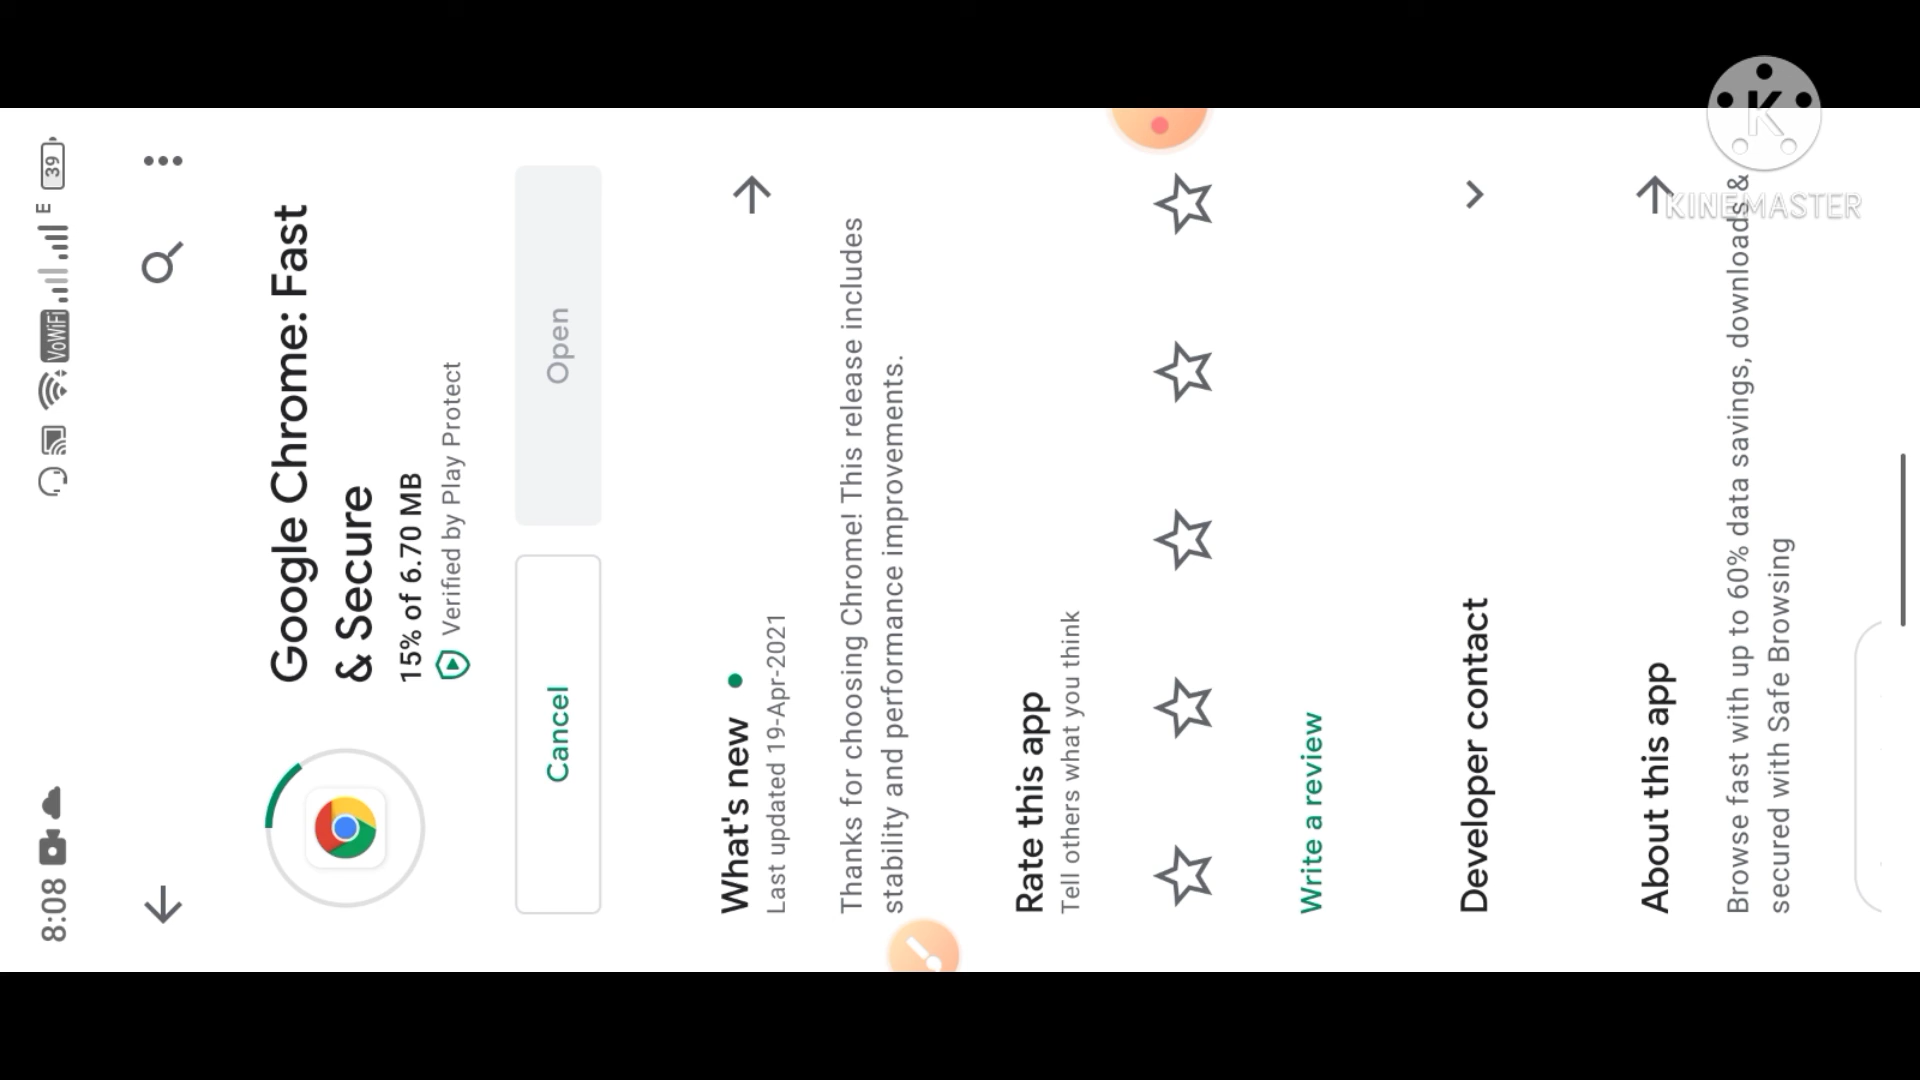 8:08
VoWiFi
E
39
Google Chrome: Fast
& Secure
15% of 6.70 MB
Verified by Play Protect
Cancel
Open
What's new
Last updated 19-Apr-2021
Thanks for choosing Chrome! This release includes
stability and performance improvements.
Rate this app
Tell others what you think
Write a review
Developer contact
About this app
Browse fast with up to 60% data savings, downloads &
secured with Safe Browsing
K
KINEMASTER